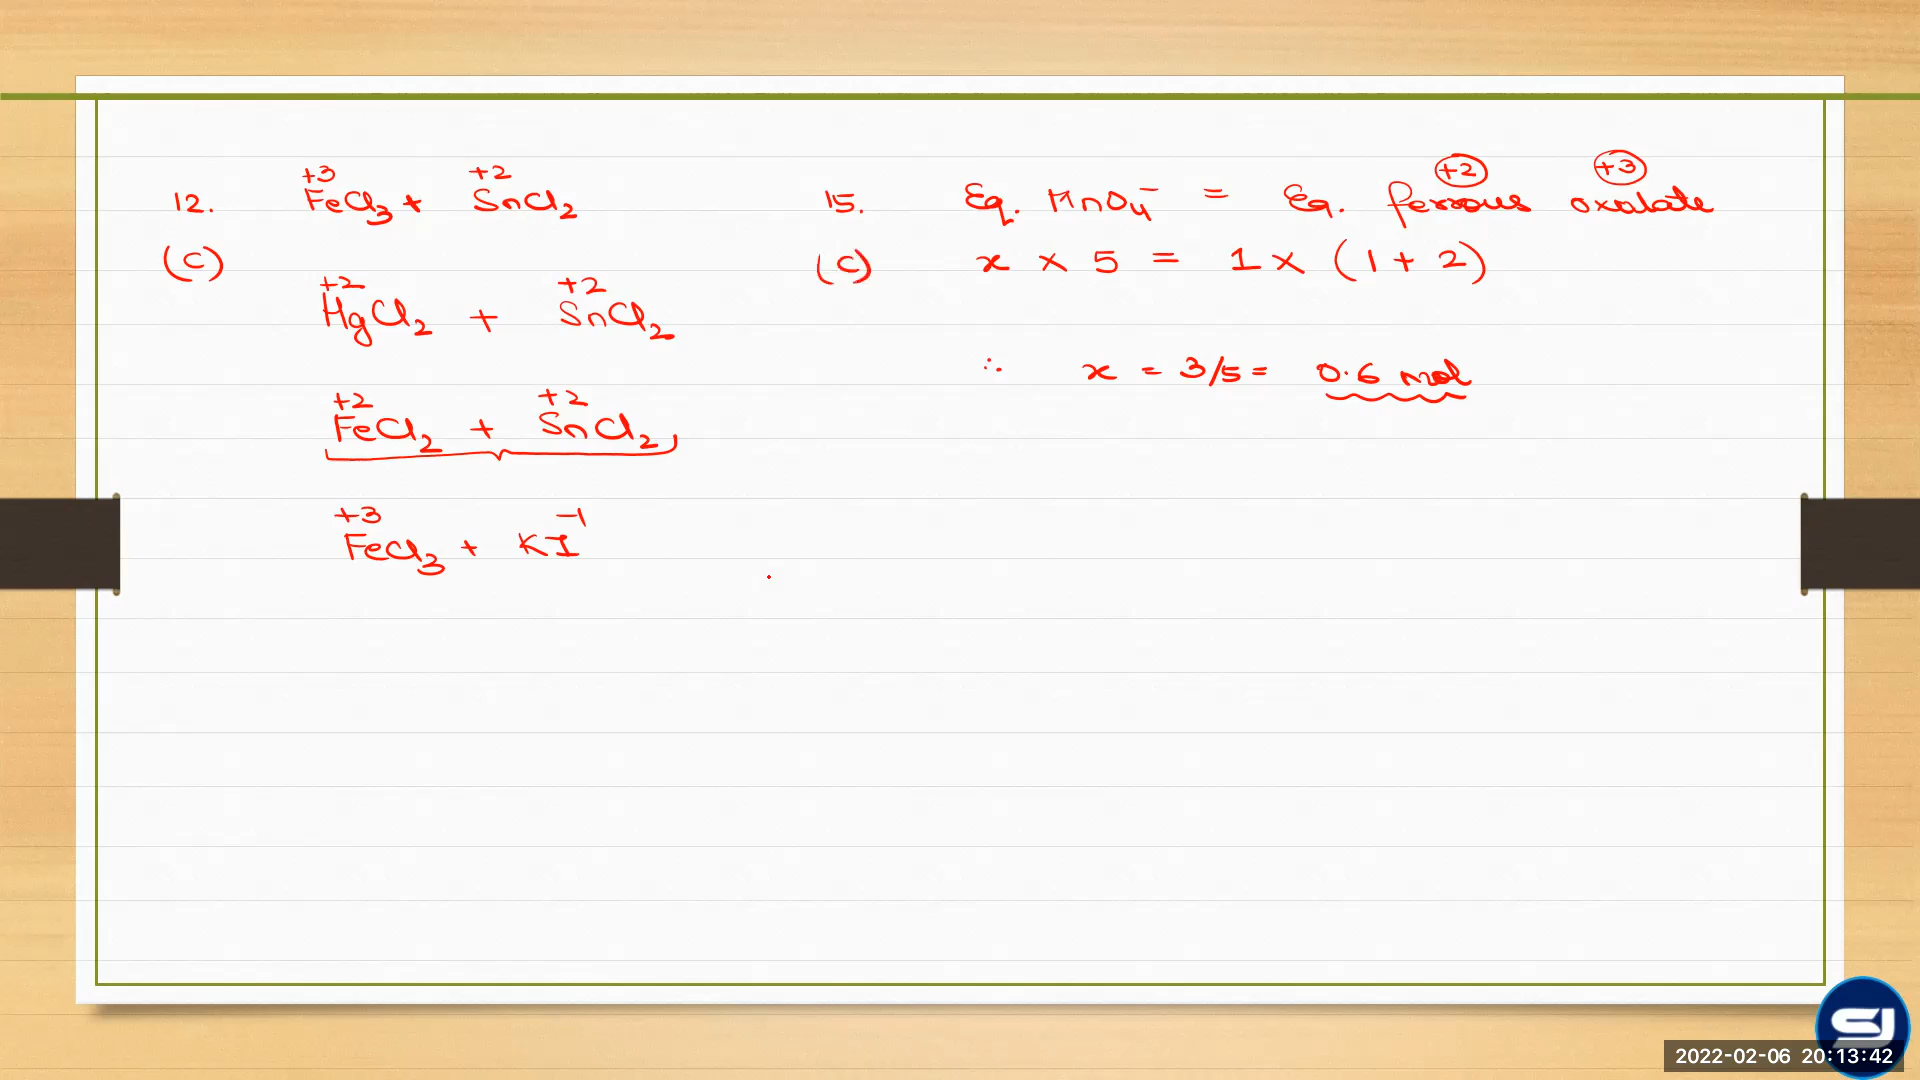 12. +3 +2
FeCl₃ + SnCl₂
(C)
+2 +2
HgCl₂ + SnCl₂
+2 +2
FeCl₂ + SnCl₂
+3 -1
FeCl₃ + KI
15. +2 +3
Eq. MnO₄⁻ = Eq. ferrous oxalate
(C) x × 5 = 1 × (1 + 2)
∴ x = 3/5 = 0.6 mol
SJ
2022-02-06 20:13:42